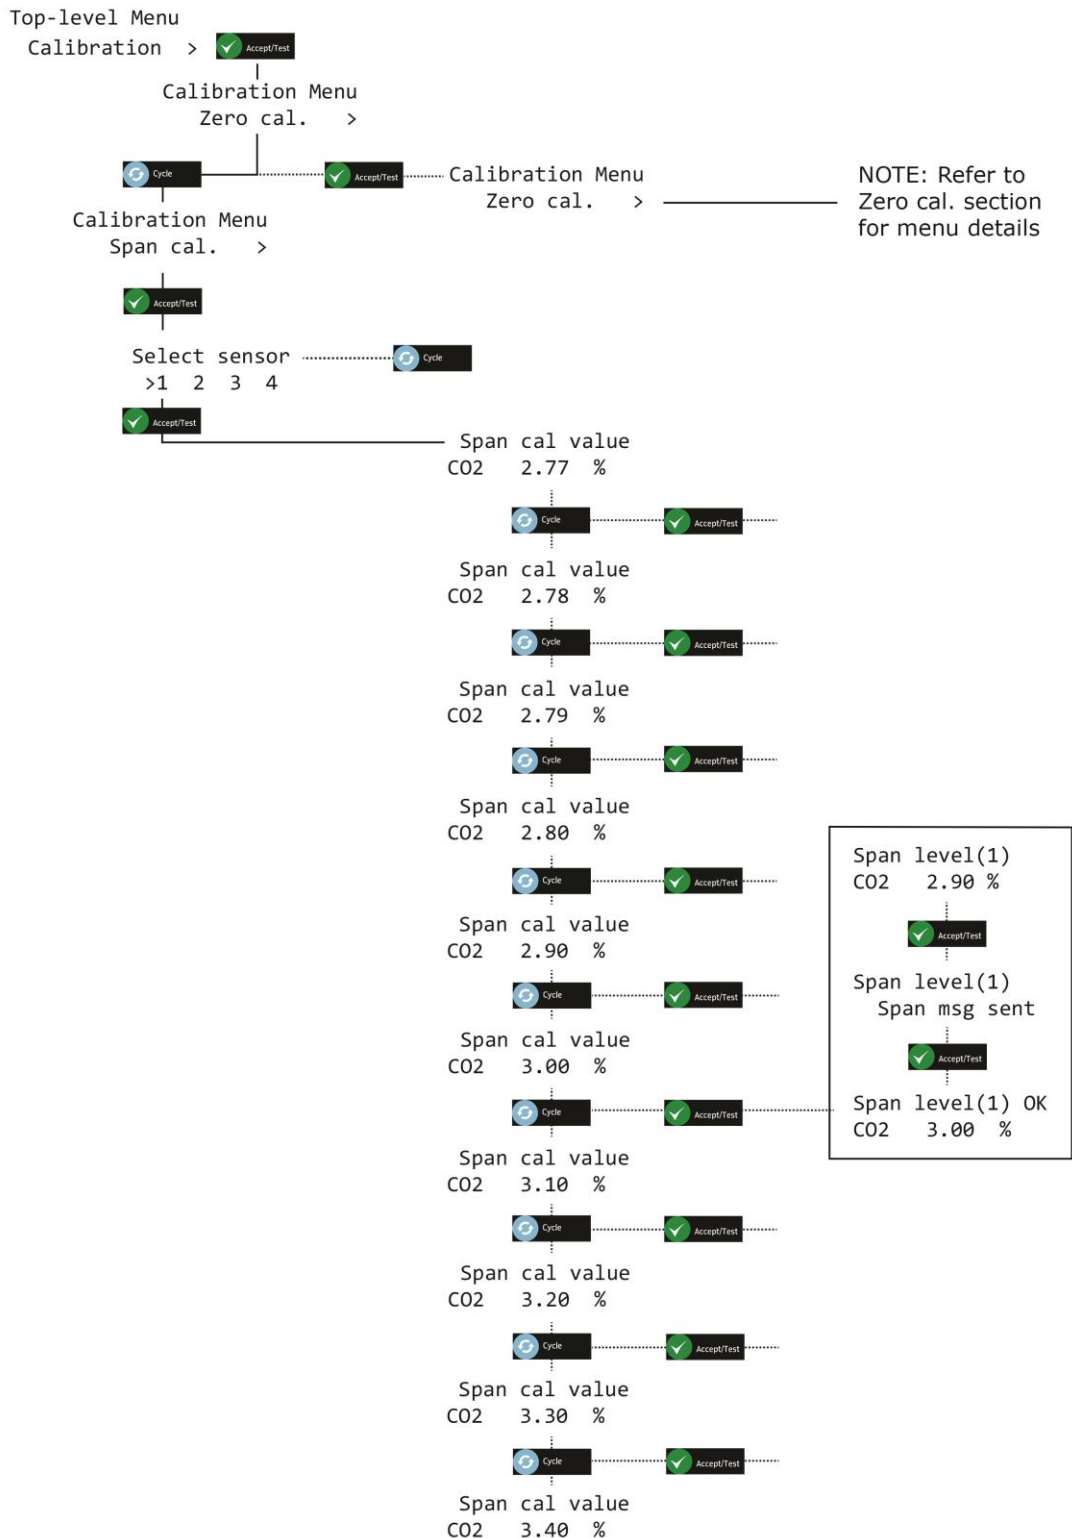 Top-level Menu
Calibration > Accept/Test
Calibration Menu
Zero cal. >
Cycle
Accept/Test
Calibration Menu
Zero cal. >
NOTE: Refer to
Zero cal. section
for menu details
Calibration Menu
Span cal. >
Accept/Test
Select sensor
Cycle
>1 2 3 4
Accept/Test
Span cal value
CO2 2.77 %
Cycle Accept/Test
Span cal value
CO2 2.78 %
Cycle Accept/Test
Span cal value
CO2 2.79 %
Cycle Accept/Test
Span cal value
CO2 2.80 %
Cycle Accept/Test
Span cal value
CO2 2.90 %
Cycle Accept/Test
Span cal value
CO2 3.00 %
Cycle Accept/Test
Span level(1)
CO2 2.90 %
Accept/Test
Span level(1)
Span msg sent
Accept/Test
Span level(1) OK
CO2 3.00 %
Span cal value
CO2 3.10 %
Cycle Accept/Test
Span cal value
CO2 3.20 %
Cycle Accept/Test
Span cal value
CO2 3.30 %
Cycle Accept/Test
Span cal value
CO2 3.40 %